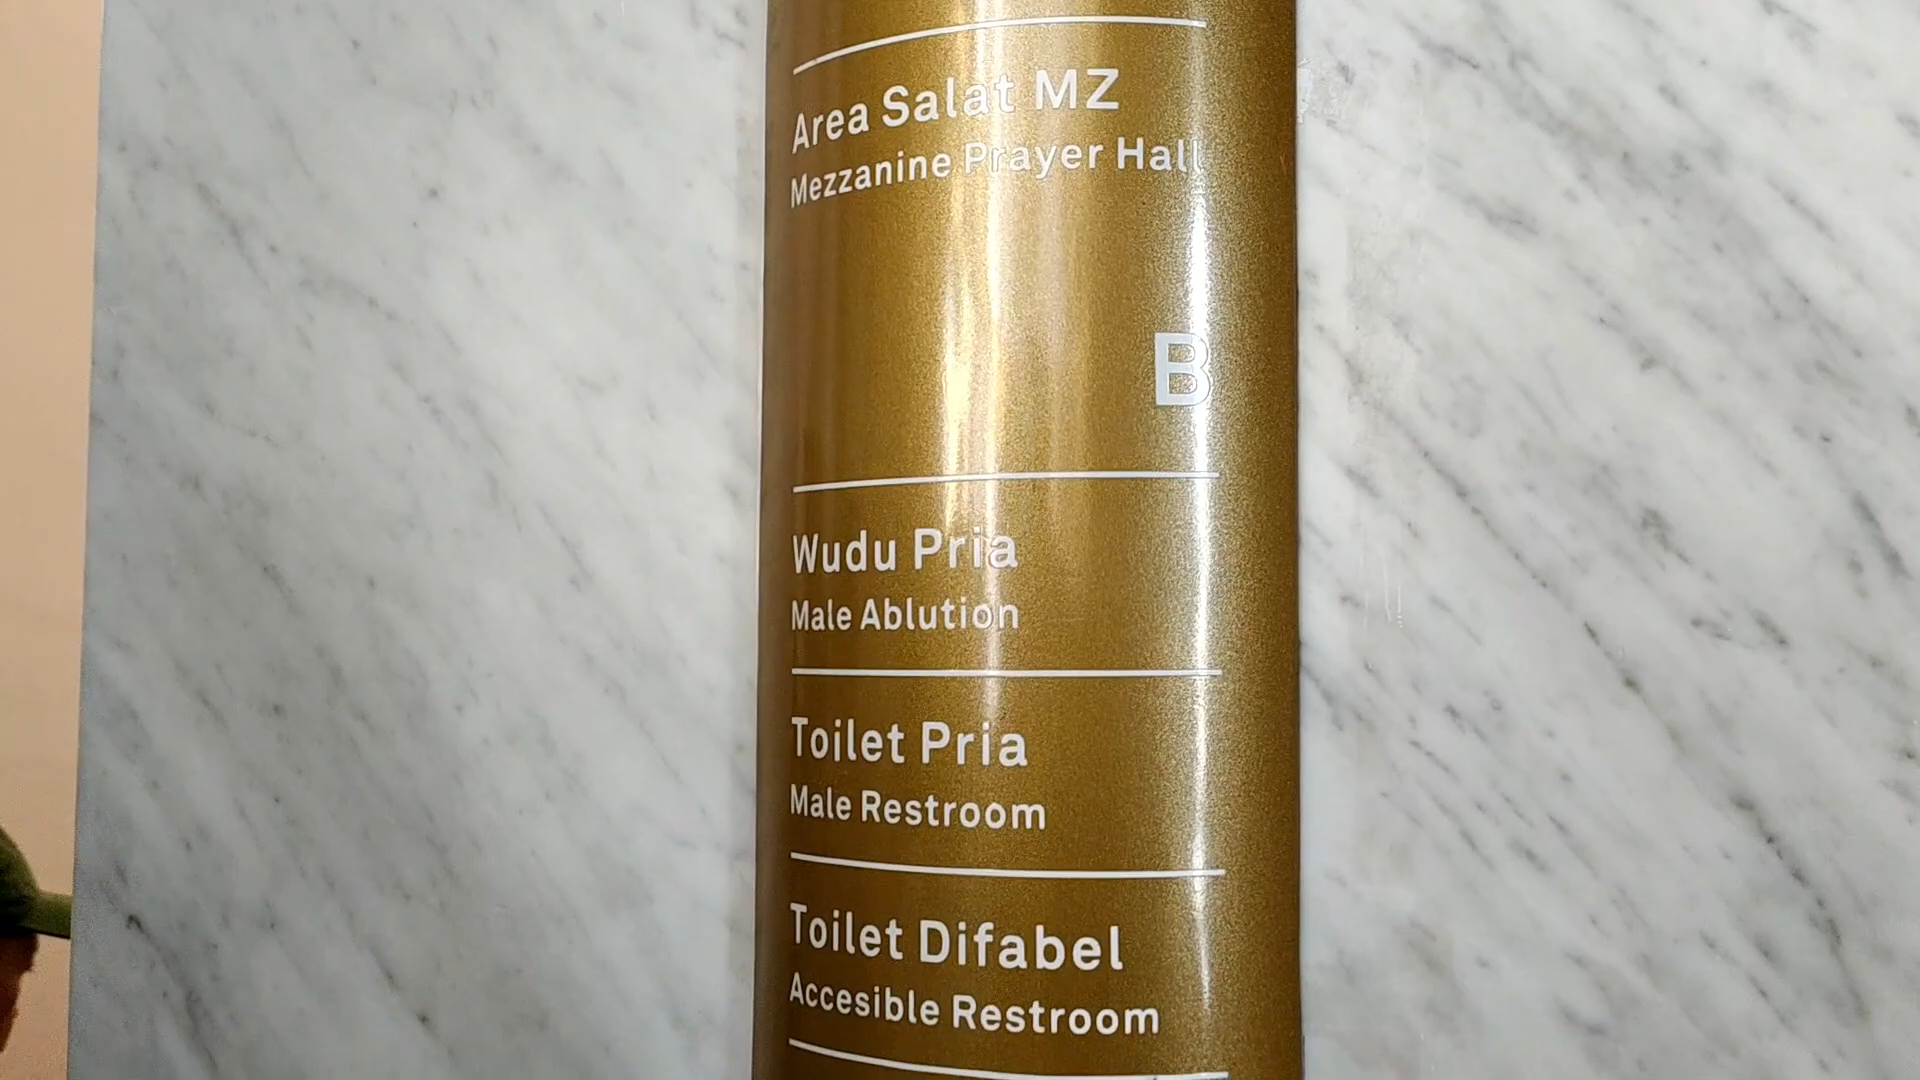 Area Salat MZ
Mezzanine Prayer Hall
B
Wudu Pria
Male Ablution
Toilet Pria
Male Restroom
Toilet Difabel
Accesible Restroom